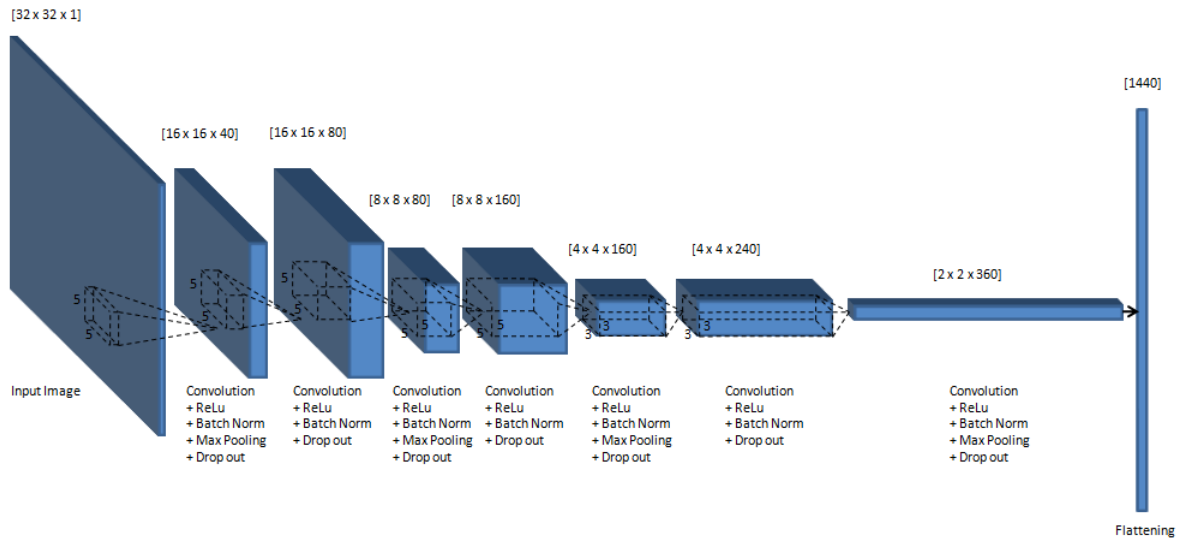 [32 x 32 x 1]
[16 x 16 x 40]
[16 x 16 x 80]
[8 x 8 x 80]
[8 x 8 x 160]
[4 x 4 x 160]
[4 x 4 x 240]
[2 x 2 x 360]
[1440]
5
5
5
5
5
5
5
5
5
5
5
5
3
3
3
3
Input Image
Convolution
+ ReLu
+ Batch Norm
+ Max Pooling
+ Drop out
Convolution
+ ReLu
+ Batch Norm
+ Drop out
Convolution
+ ReLu
+ Batch Norm
+ Max Pooling
+ Drop out
Convolution
+ ReLu
+ Batch Norm
+ Drop out
Convolution
+ ReLu
+ Batch Norm
+ Max Pooling
+ Drop out
Convolution
+ ReLu
+ Batch Norm
+ Drop out
Convolution
+ ReLu
+ Batch Norm
+ Max Pooling
+ Drop out
Flattening